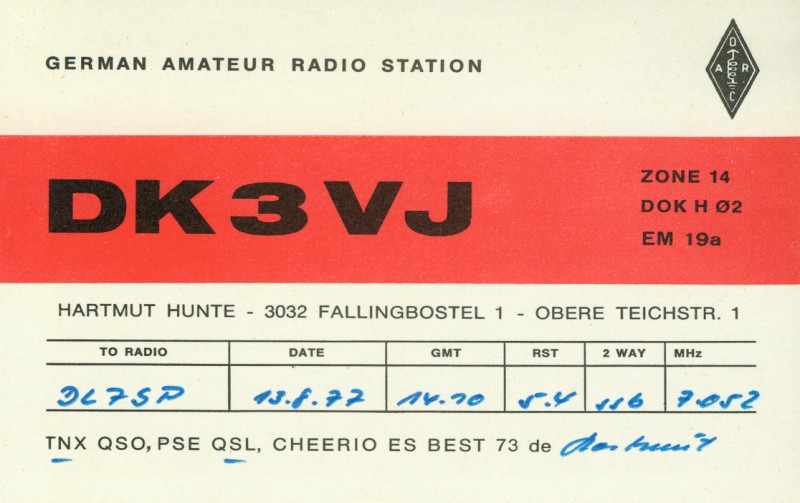 GERMAN AMATEUR RADIO STATION
D
A R
C
DK3VJ
ZONE 14
DOK H Ø2
EM 19a
HARTMUT HUNTE - 3032 FALLINGBOSTEL 1 - OBERE TEICHSTR. 1
TO RADIO DATE GMT RST 2 WAY MHz
DL7SP 13.8.77 14.10 5.4 ssb 7.052
TNX QSO, PSE QSL, CHEERIO ES BEST 73 de Hartmut